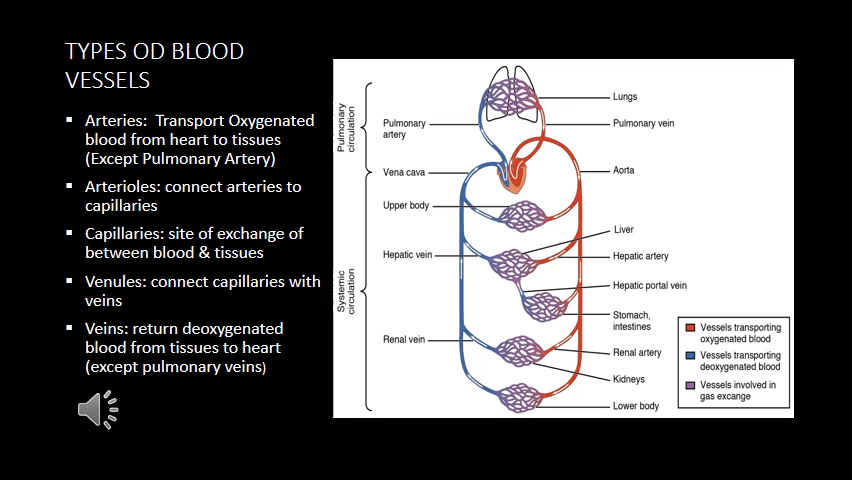 TYPES OD BLOOD
VESSELS
▪ Arteries: Transport Oxygenated
blood from heart to tissues
(Except Pulmonary Artery)
▪ Arterioles: connect arteries to
capillaries
▪ Capillaries: site of exchange of
between blood & tissues
▪ Venules: connect capillaries with
veins
▪ Veins: return deoxygenated
blood from tissues to heart
(except pulmonary veins)
Pulmonary
circulation
Systemic
circulation
Pulmonary
artery
Vena cava
Upper body
Hepatic vein
Renal vein
Lungs
Pulmonary vein
Aorta
Liver
Hepatic artery
Hepatic portal vein
Stomach,
intestines
Renal artery
Kidneys
Lower body
Vessels transporting
oxygenated blood
Vessels transporting
deoxygenated blood
Vessels involved in
gas excange